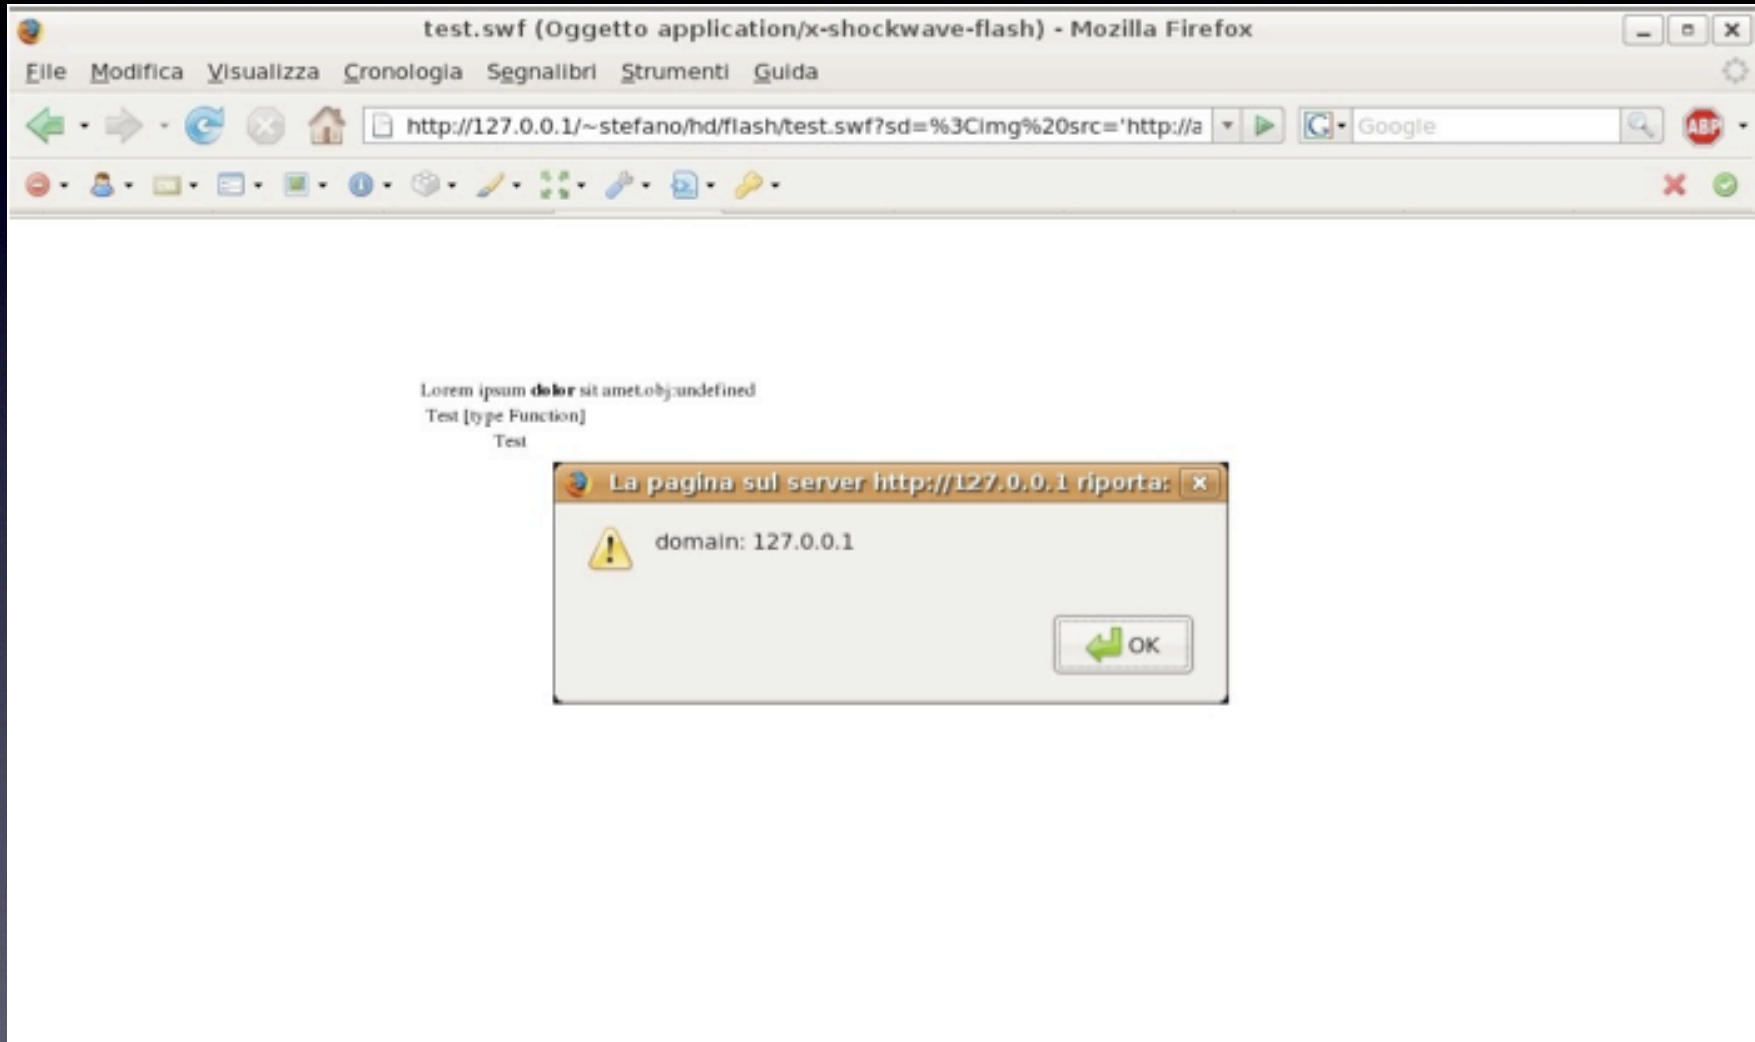 test.swf (Oggetto application/x-shockwave-flash) - Mozilla Firefox
File Modifica Visualizza Cronologia Segnalibri Strumenti Guida
http://127.0.0.1/~stefano/hd/flash/test.swf?sd=%3Cimg%20src='http://a
Google
ABP
Lorem ipsum dolor sit amet.obj:undefined
Test [type Function]
Test
La pagina sul server http://127.0.0.1 riporta:
domain: 127.0.0.1
OK